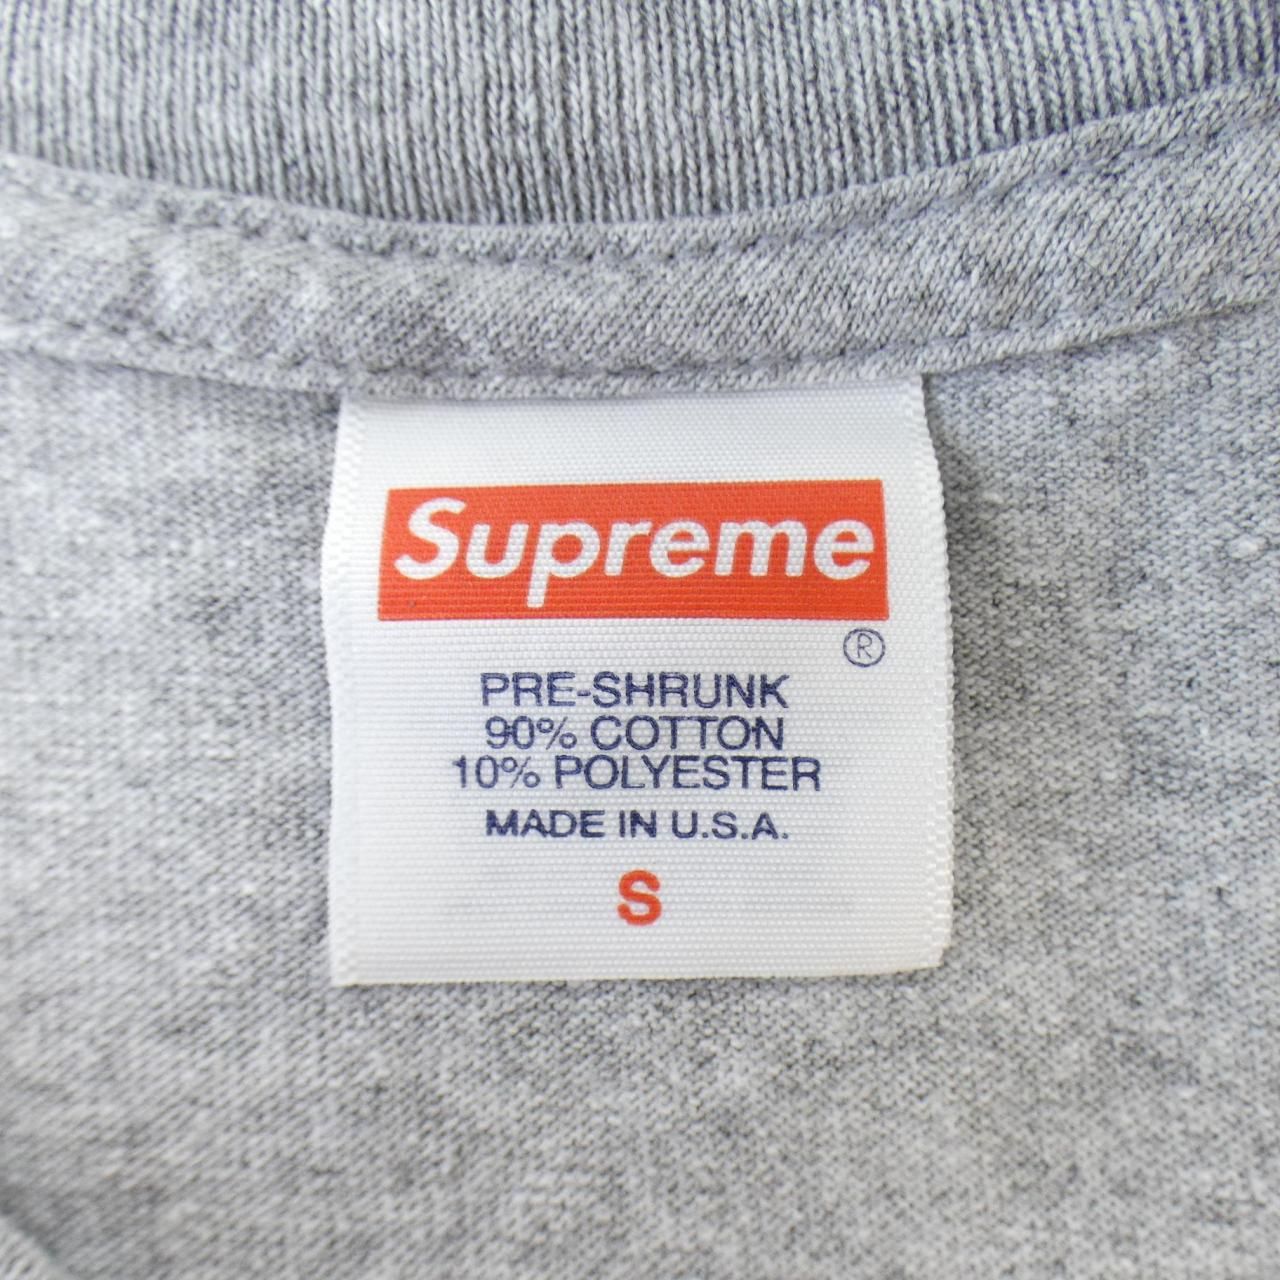 Supreme
®
PRE-SHRUNK
90% COTTON
10% POLYESTER
MADE IN U.S.A.
S